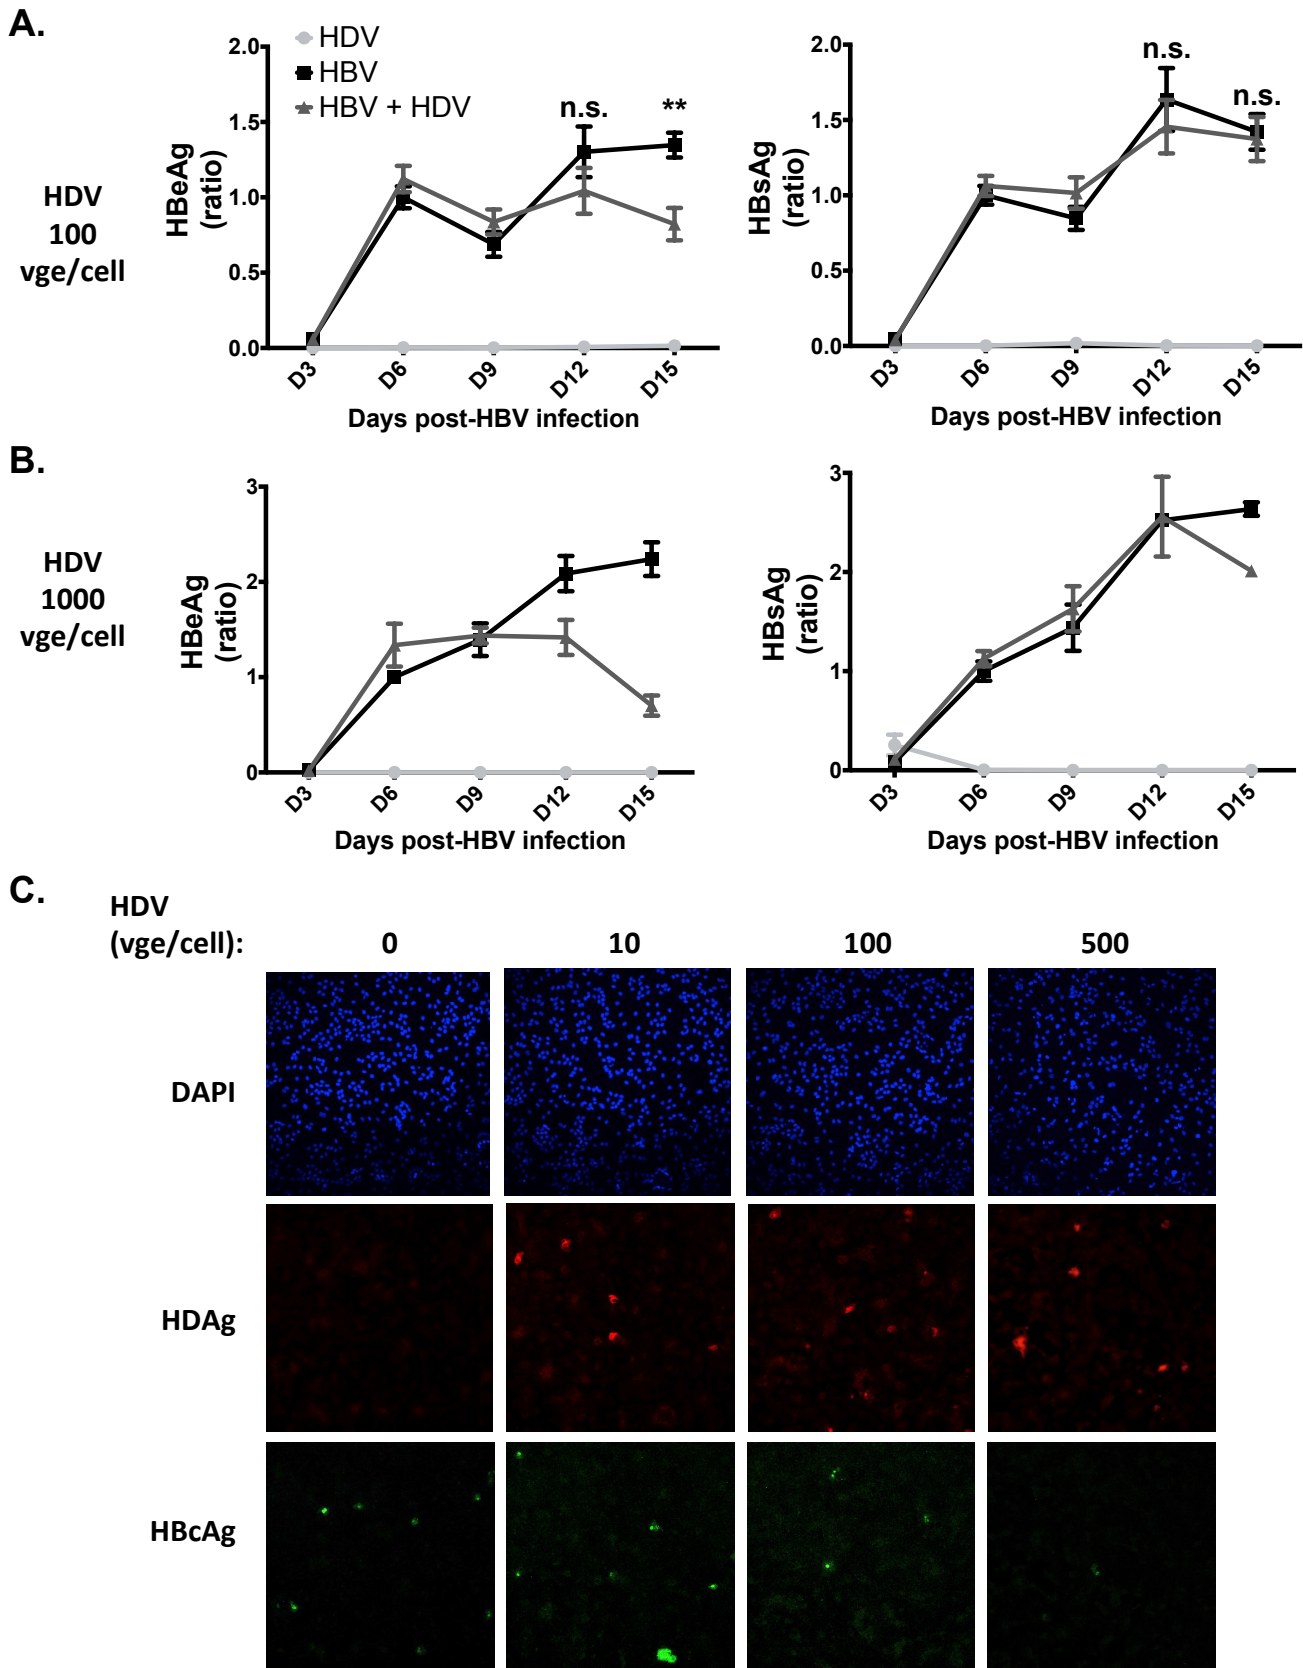 A.
HDV
HBV
HBV + HDV
HDV
100
vge/cell
HBeAg
(ratio)
2.0
1.5
1.0
0.5
0.0
n.s.
**
D3
D6
D9
D12
D15
Days post-HBV infection
HBsAg
(ratio)
2.0
1.5
1.0
0.5
0.0
n.s.
n.s.
D3
D6
D9
D12
D15
Days post-HBV infection
B.
HDV
1000
vge/cell
HBeAg
(ratio)
3
2
1
0
D3
D6
D9
D12
D15
Days post-HBV infection
HBsAg
(ratio)
3
2
1
0
D3
D6
D9
D12
D15
Days post-HBV infection
C.
HDV
(vge/cell): 0 10 100 500
DAPI
HDAg
HBcAg